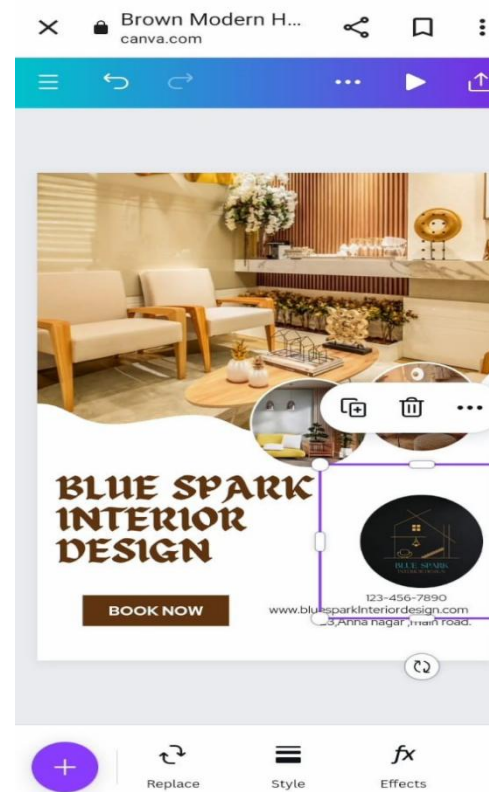 Brown Modern H...
canva.com
BLUE SPARK
INTERIOR
DESIGN
BLUE SPARK
BOOK NOW
123-456-7890
www.bluesparkInteriordesign.com
,Anna nagar ,main road.
Replace
Style
fx
Effects